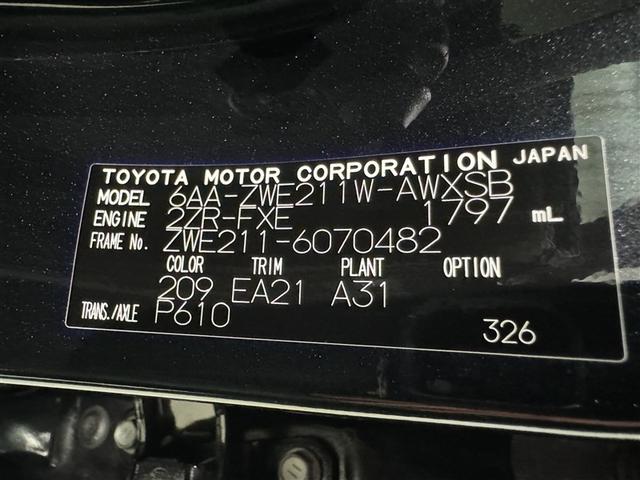 TOYOTA MOTOR CORPORATION JAPAN
MODEL 6AA-ZWE211W-AWXSB
ENGINE 2ZR-FXE 1797 mL
FRAME No. ZWE211-6070482
COLOR TRIM PLANT OPTION
209 EA21 A31
TRANS./AXLE P610
326